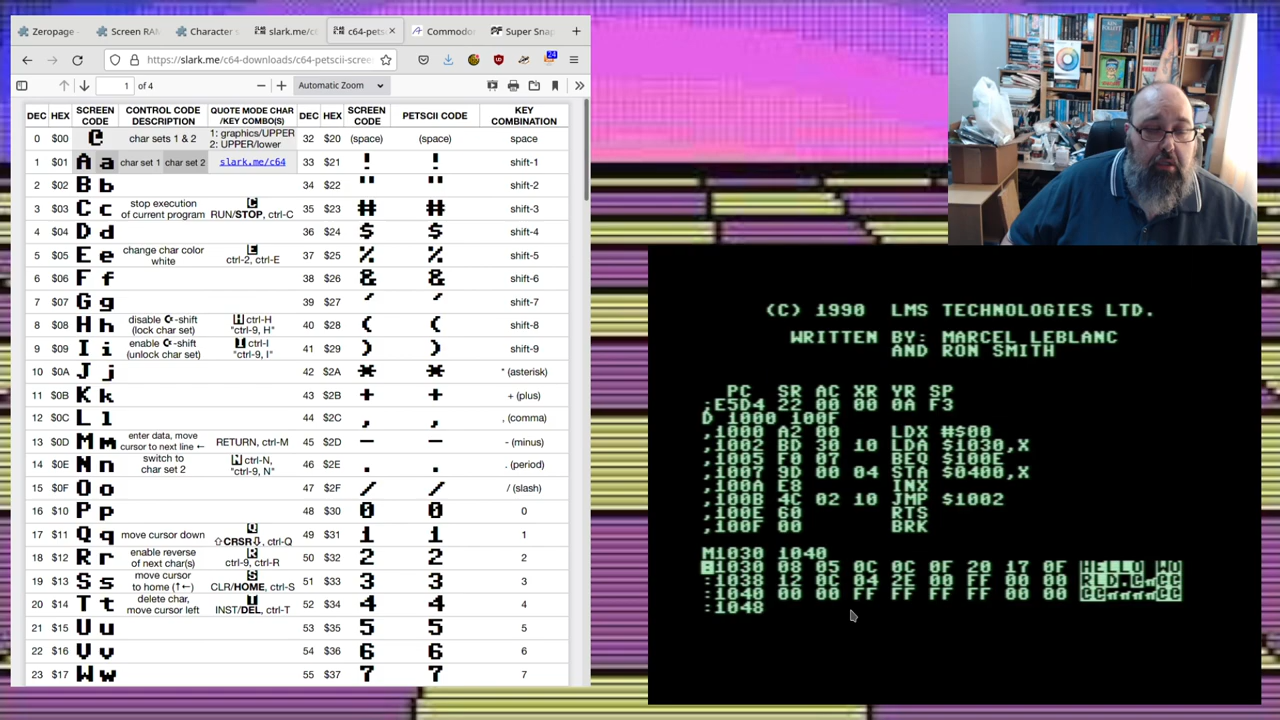 Zeropage
Screen RA
Character
slark.me/c
c64-pets
Commod
Super Snap
https://slark.me/c64-downloads/c64-petscii-scree
24
1 of 4
Automatic Zoom
DEC HEX SCREEN CODE CONTROL CODE DESCRIPTION QUOTE MODE CHAR /KEY COMBO(S) DEC HEX SCREEN CODE PETSCII CODE KEY COMBINATION
0 $00 @ char sets 1 & 2 1: graphics/UPPER 2: UPPER/lower 32 $20 (space) (space) space
1 $01 A a char set 1 char set 2 slark.me/c64 33 $21 ! ! shift-1
2 $02 B b 34 $22 " " shift-2
3 $03 C c stop execution of current program C RUN/STOP, ctrl-C 35 $23 # # shift-3
4 $04 D d 36 $24 $ $ shift-4
5 $05 E e change char color white E ctrl-2, ctrl-E 37 $25 % % shift-5
6 $06 F f 38 $26 & & shift-6
7 $07 G g 39 $27 ' ' shift-7
8 $08 H h disable C=-shift (lock char set) H ctrl-H "ctrl-9, H" 40 $28 ( ( shift-8
9 $09 I i enable C=-shift (unlock char set) I ctrl-I "ctrl-9, I" 41 $29 ) ) shift-9
10 $0A J j 42 $2A * * * (asterisk)
11 $0B K k 43 $2B + + + (plus)
12 $0C L l 44 $2C , , , (comma)
13 $0D M m enter data, move cursor to next line ← RETURN, ctrl-M 45 $2D - - - (minus)
14 $0E N n switch to char set 2 N ctrl-N, "ctrl-9, N" 46 $2E . . . (period)
15 $0F O o 47 $2F / / / (slash)
16 $10 P p 48 $30 0 0 0
17 $11 Q q move cursor down Q ⇧CRSR⇩, ctrl-Q 49 $31 1 1 1
18 $12 R r enable reverse of next char(s) R ctrl-9, ctrl-R 50 $32 2 2 2
19 $13 S s move cursor to home (↑←) S CLR/HOME, ctrl-S 51 $33 3 3 3
20 $14 T t delete char, move cursor left T INST/DEL, ctrl-T 52 $34 4 4 4
21 $15 U u 53 $35 5 5 5
22 $16 V v 54 $36 6 6 6
23 $17 W w 55 $37 7 7 7
(C) 1990 LMS TECHNOLOGIES LTD.
WRITTEN BY: MARCEL LEBLANC
AND RON SMITH
PC SR AC XR YR SP
;E5D4 22 00 00 0A F3
D 1000 100F
,1000 A2 00 LDX #$00
,1002 BD 30 10 LDA $1030,X
,1005 F0 07 BEQ $100E
,1007 9D 00 04 STA $0400,X
,100A E8 INX
,100B 4C 02 10 JMP $1002
,100E 60 RTS
,100F 00 BRK
M1030 1040
:1030 08 05 0C 0C 0F 20 17 0F HELLO WO
:1038 12 0C 04 2E 00 FF 00 00 RLD.@π@@
:1040 00 00 FF FF FF FF 00 00 @@ππππ@@
:1048